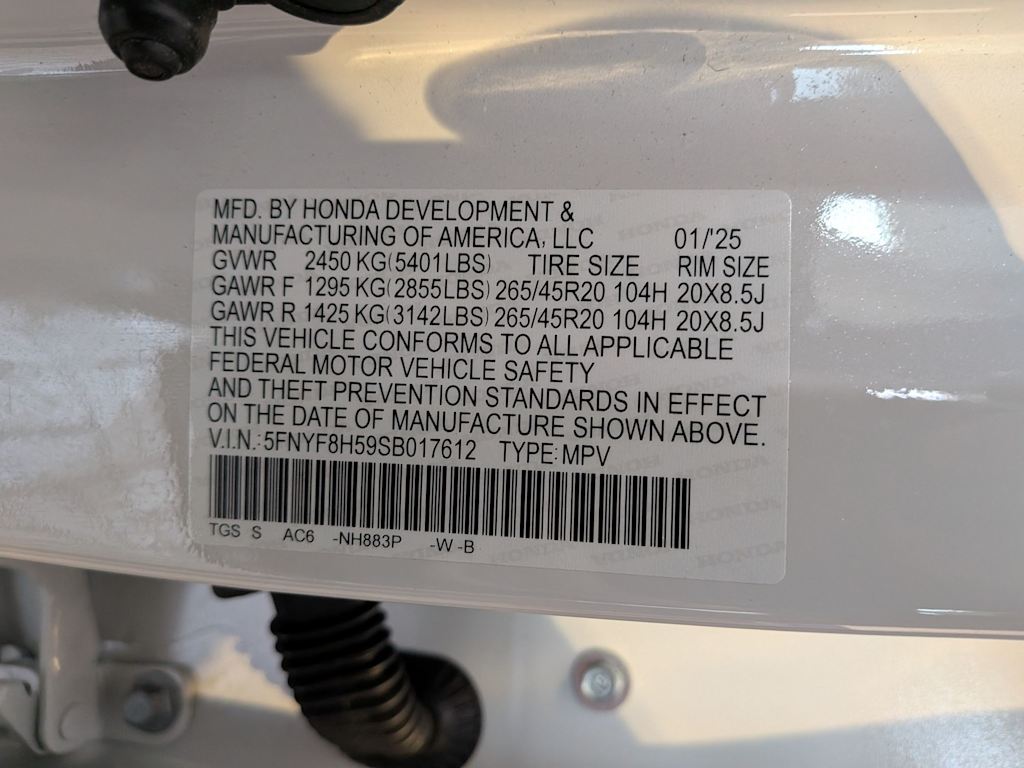 MFD. BY HONDA DEVELOPMENT &
MANUFACTURING OF AMERICA, LLC 01/'25
GVWR 2450 KG(5401LBS) TIRE SIZE RIM SIZE
GAWR F 1295 KG(2855LBS) 265/45R20 104H 20X8.5J
GAWR R 1425 KG(3142LBS) 265/45R20 104H 20X8.5J
THIS VEHICLE CONFORMS TO ALL APPLICABLE
FEDERAL MOTOR VEHICLE SAFETY
AND THEFT PREVENTION STANDARDS IN EFFECT
ON THE DATE OF MANUFACTURE SHOWN ABOVE.
V.I.N.:5FNYF8H59SB017612 TYPE:MPV
TGS S AC6 -NH883P -W -B